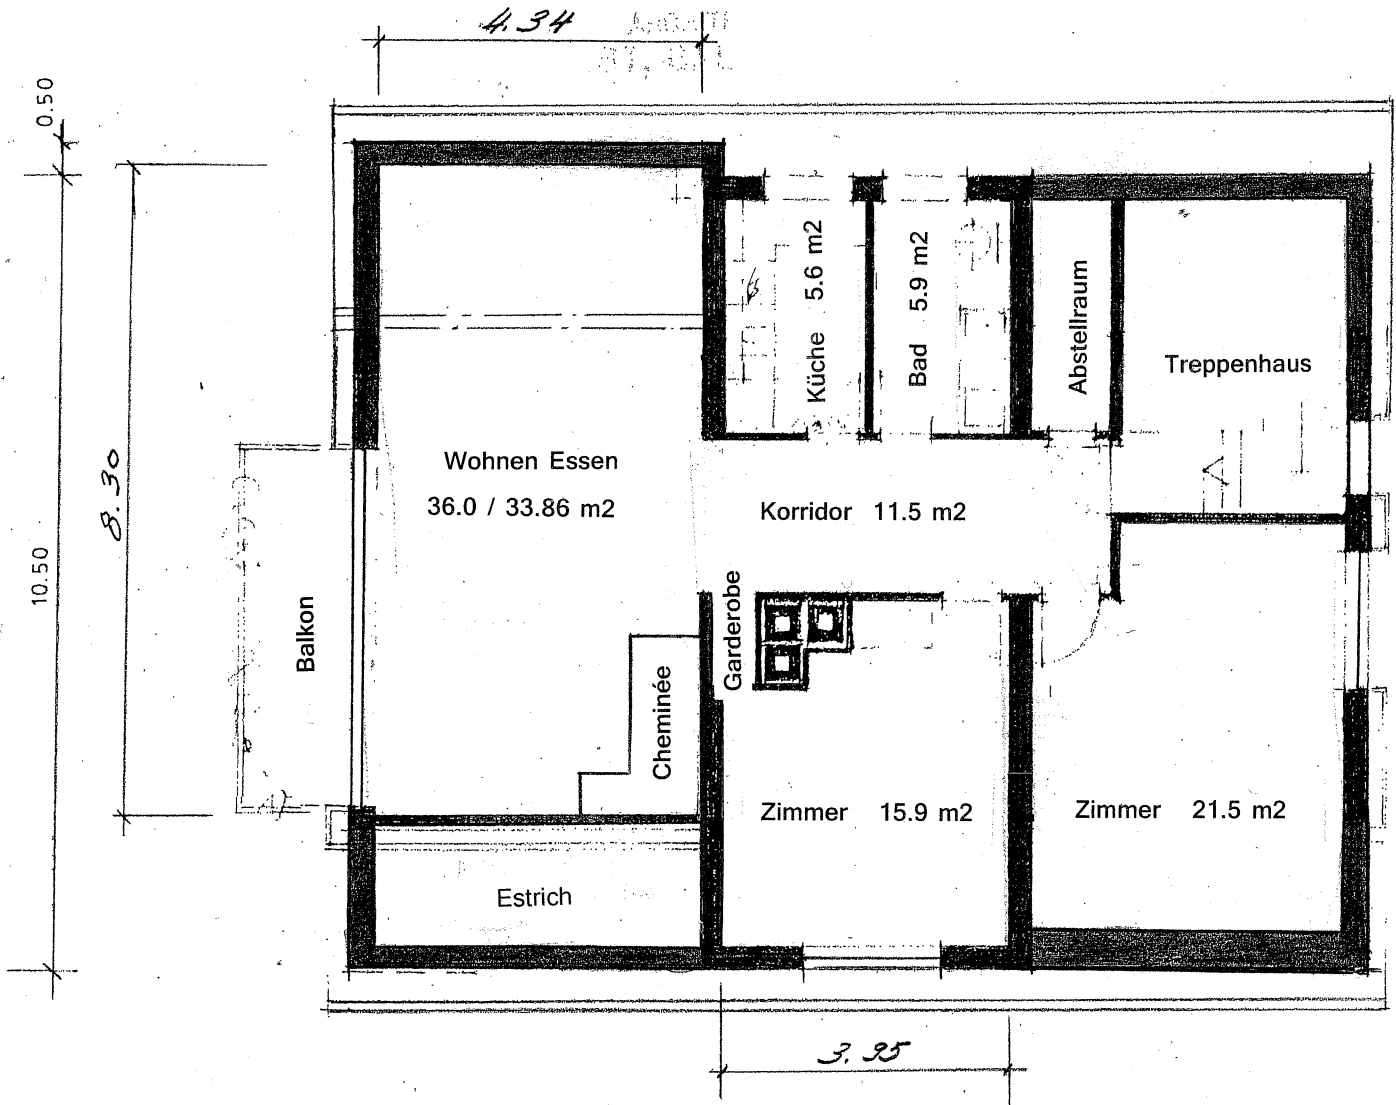 4.34
0.50
8.30
10.50
Küche 5.6 m2
Bad 5.9 m2
Abstellraum
Treppenhaus
Wohnen Essen
36.0 / 33.86 m2
Korridor 11.5 m2
Balkon
Garderobe
Cheminée
Zimmer 15.9 m2
Zimmer 21.5 m2
Estrich
3.95